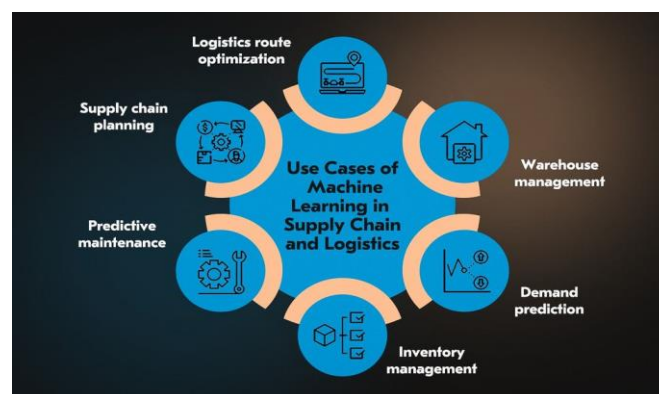 Logistics route
optimization
Supply chain
planning
Warehouse
management
Use Cases of
Machine
Learning in
Supply Chain
and Logistics
Predictive
maintenance
Demand
prediction
Inventory
management